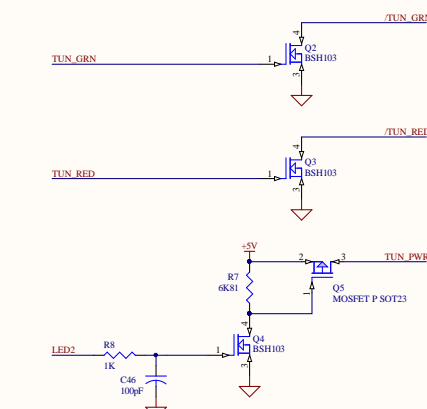 /TUN_GRN
4
Q2
TUN_GRN
1
BSH103
3
/TUN_RED
4
Q3
TUN_RED
1
BSH103
3
+5V
2
3
TUN_PWR
R7
6K81
1
Q5
MOSFET P SOT23
4
Q4
R8
LED2
1
BSH103
1K
3
C46
100pF